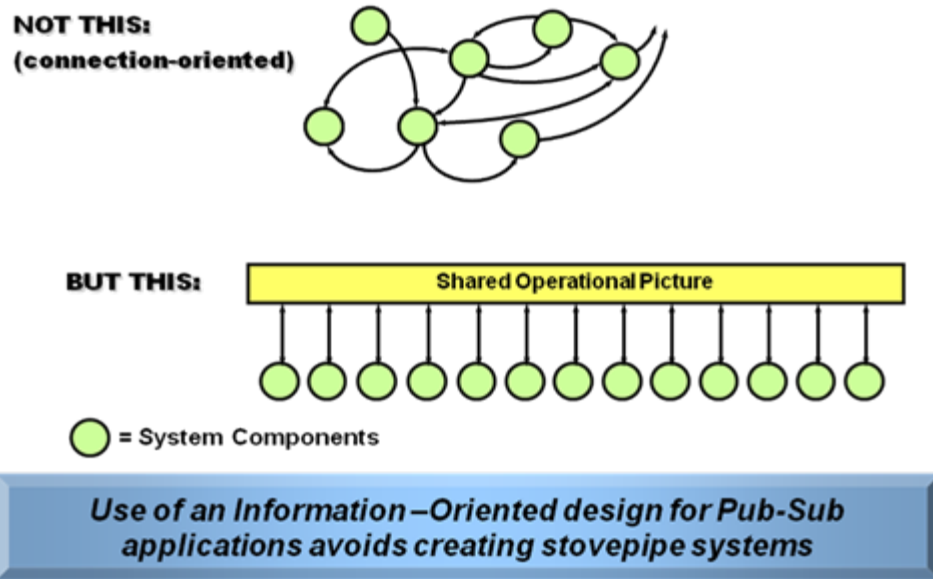 NOT THIS:
(connection-oriented)
BUT THIS:
Shared Operational Picture
= System Components
Use of an Information –Oriented design for Pub-Sub
applications avoids creating stovepipe systems